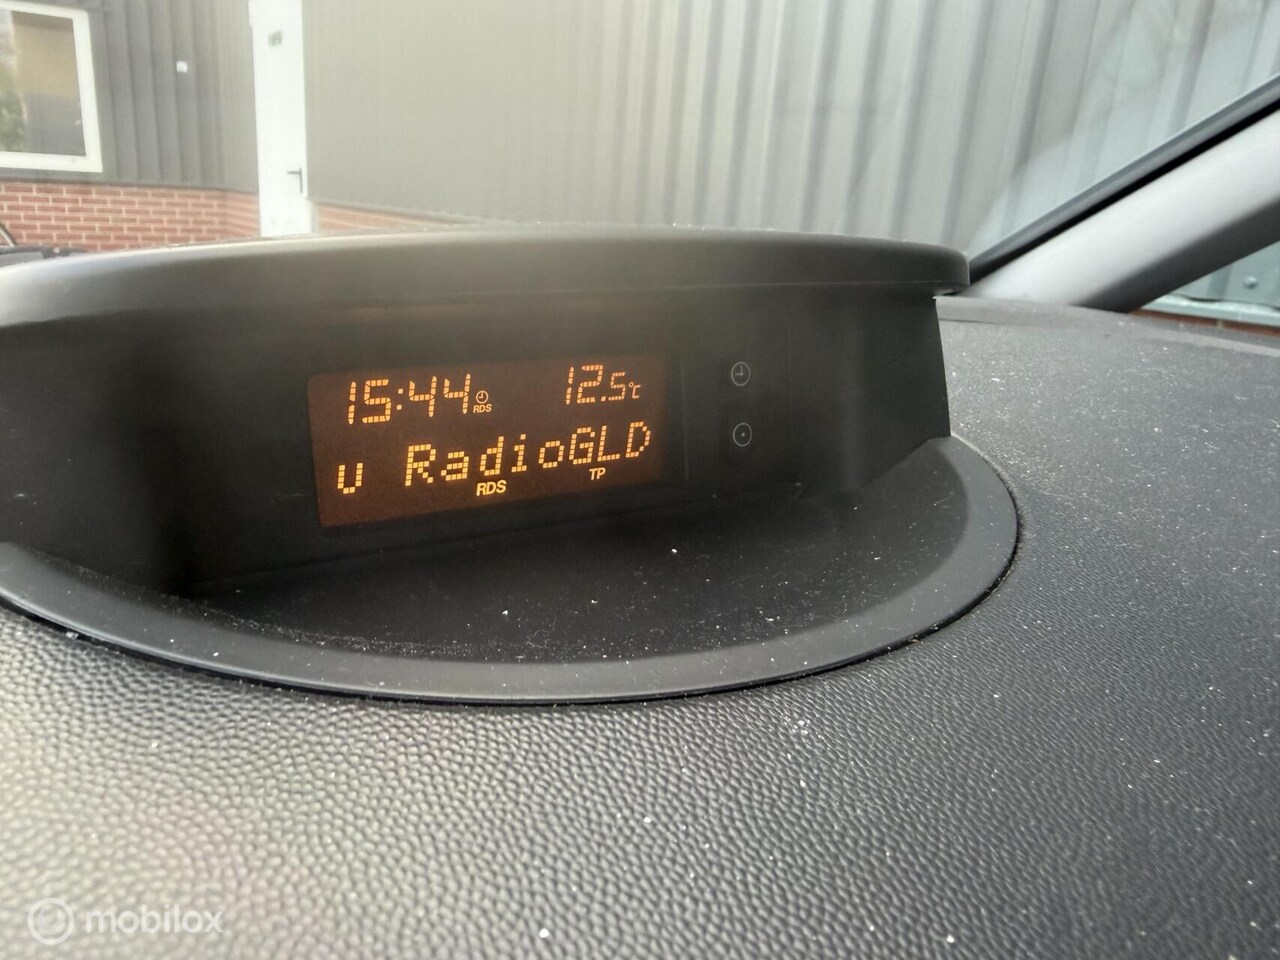 15:44 RDS 12.5°C
u RadioGLD
RDS TP
mobilox